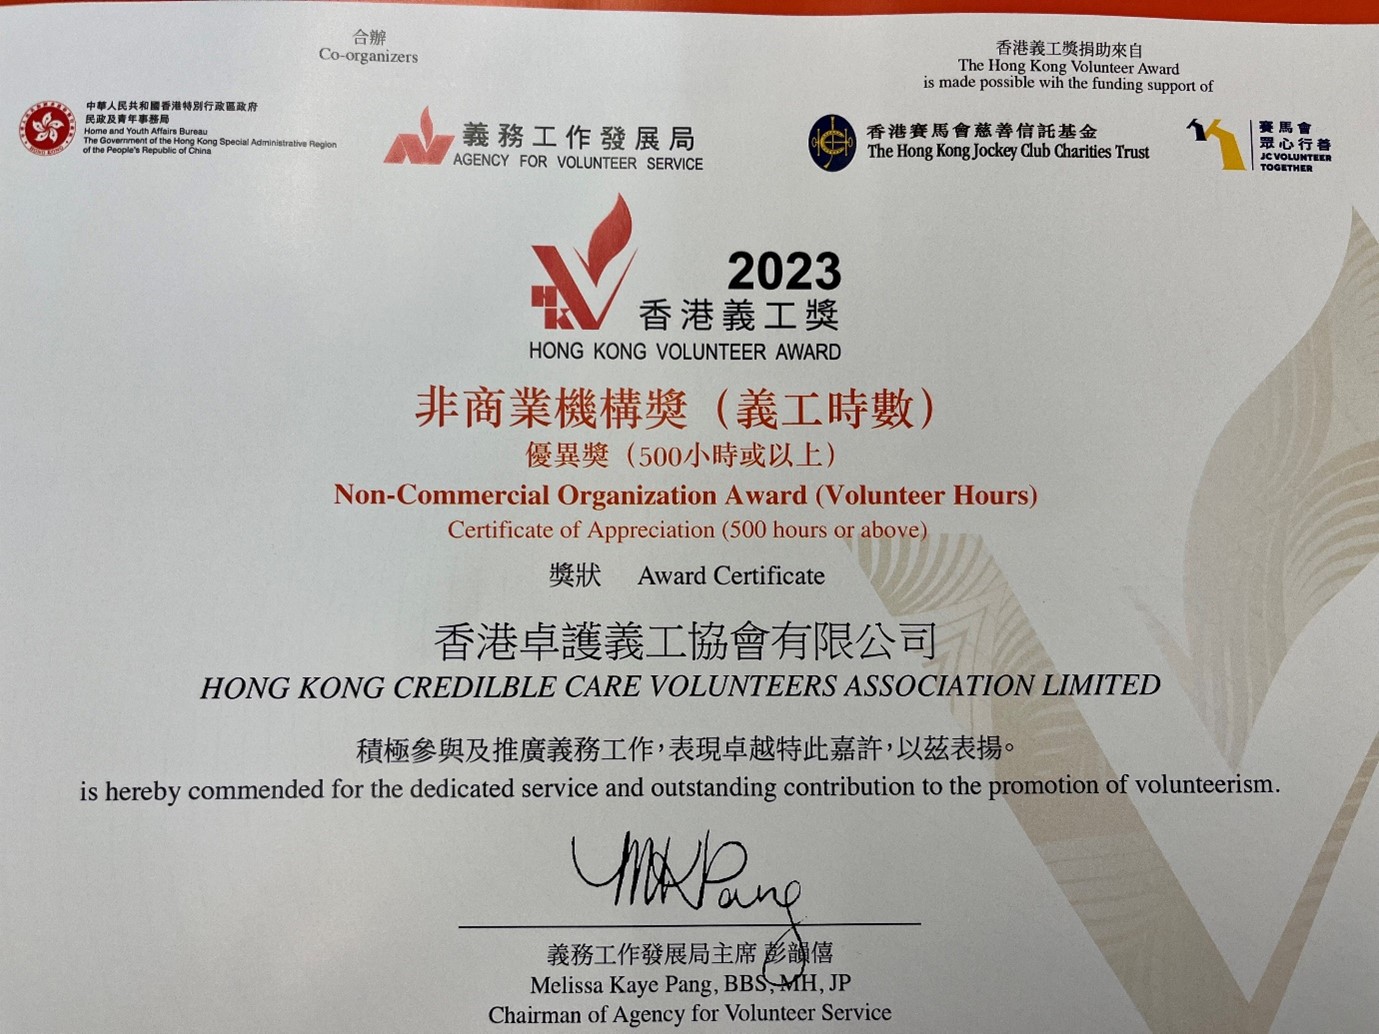 合辦
Co-organizers
香港義工獎捐助來自
The Hong Kong Volunteer Award
is made possible wih the funding support of
中華人民共和國香港特別行政區政府
民政及青年事務局
Home and Youth Affairs Bureau
The Government of the Hong Kong Special Administrative Region
of the People's Republic of China
義務工作發展局
AGENCY FOR VOLUNTEER SERVICE
香港賽馬會慈善信託基金
The Hong Kong Jockey Club Charities Trust
賽馬會
眾心行善
JC VOLUNTEER
TOGETHER
HK
2023
香港義工獎
HONG KONG VOLUNTEER AWARD
非商業機構獎（義工時數）
優異獎（500小時或以上）
Non-Commercial Organization Award (Volunteer Hours)
Certificate of Appreciation (500 hours or above)
獎狀 Award Certificate
香港卓護義工協會有限公司
HONG KONG CREDILBLE CARE VOLUNTEERS ASSOCIATION LIMITED
積極參與及推廣義務工作，表現卓越特此嘉許，以茲表揚。
is hereby commended for the dedicated service and outstanding contribution to the promotion of volunteerism.
MKPang
義務工作發展局主席 彭韻僖
Melissa Kaye Pang, BBS, MH, JP
Chairman of Agency for Volunteer Service